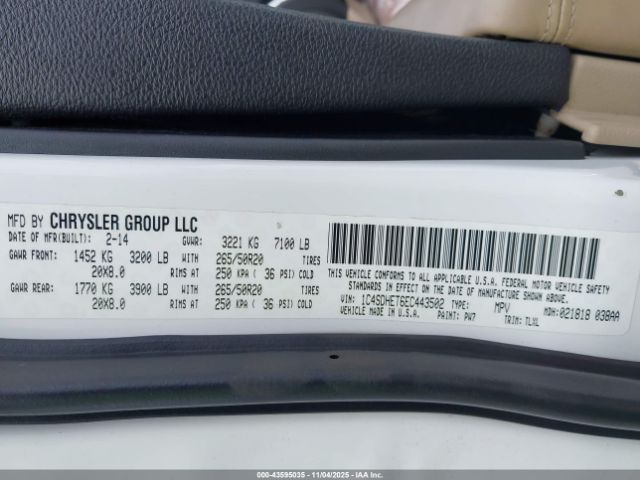 MFD BY CHRYSLER GROUP LLC
DATE OF MFR(BUILT): 2-14 GVWR: 3221 KG 7100 LB
GAWR FRONT: 1452 KG 3200 LB WITH 265/50R20 TIRES
20X8.0 RIMS AT 250 KPA ( 36 PSI) COLD
GAWR REAR: 1770 KG 3900 LB WITH 265/50R20 TIRES
20X8.0 RIMS AT 250 KPA ( 36 PSI) COLD
THIS VEHICLE CONFORMS TO ALL APPLICABLE U.S.A. FEDERAL MOTOR VEHICLE SAFETY
STANDARDS IN EFFECT ON THE DATE OF MANUFACTURE SHOWN ABOVE.
VIN: 1C4SDHET6EC443502 TYPE: MPV MDH: 021818 038AA
VEHICLE MADE IN U.S.A. PAINT: PW7 TRIM: TLXL
000-43595035 - 11/04/2025 - IAAI.COM